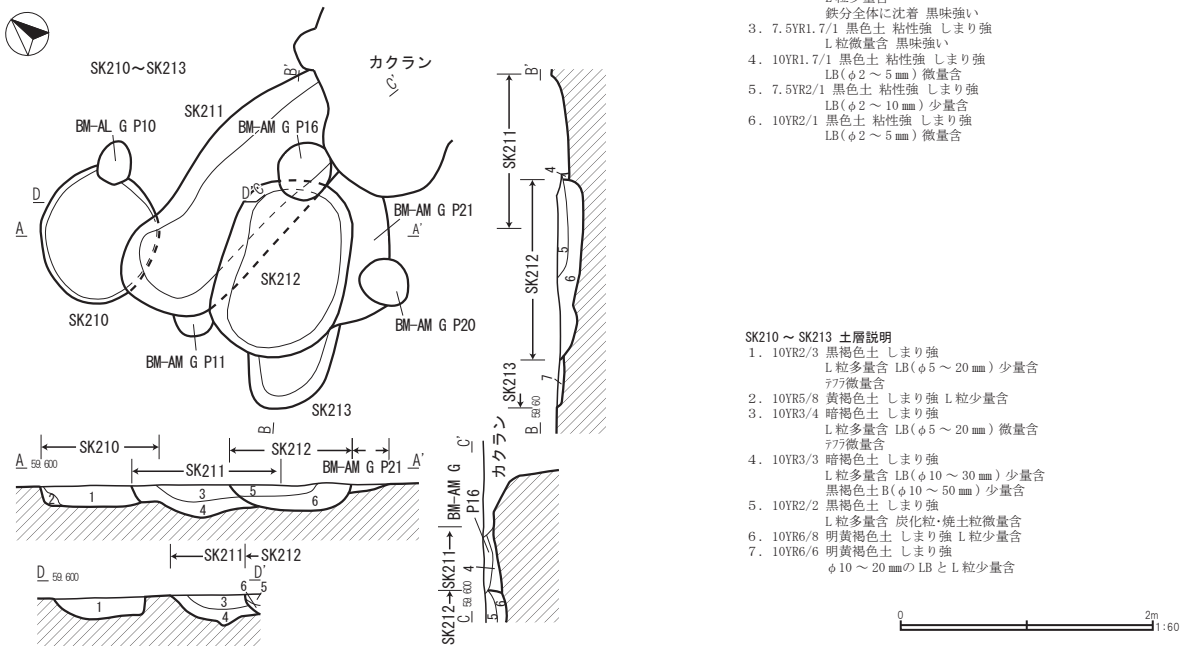 鉄分全体に沈着 黒味強い
3. 7.5YR1.7/1 黒色土 粘性強 しまり強
L粒微量含 黒味強い
4. 10YR1.7/1 黒色土 粘性強 しまり強
LB(φ2～5㎜)微量含
5. 7.5YR2/1 黒色土 粘性強 しまり強
LB(φ2～10㎜)少量含
6. 10YR2/1 黒色土 粘性強 しまり強
LB(φ2～5㎜)微量含
SK210～SK213
カクラン
B'
C'
SK211
BM-AL G P10
BM-AM G P16
D
D'
C
A
BM-AM G P21
A'
SK212
SK210
BM-AM G P20
BM-AM G P11
SK213
B
B'
SK211
4
SK212
5
6
SK213
7
B 59.60
A 59.600
SK210
SK211
SK212
BM-AM G P21
A'
2
1
3
4
5
6
D 59.600
SK211
SK212
D'
1
3
4
6
5
C'
カクラン
BM-AM G
P16
SK211
4
SK212
C 59.600
5
6
SK210～SK213 土層説明
1. 10YR2/3 黒褐色土 しまり強
L粒多量含 LB(φ5～20㎜)少量含
ﾃﾌﾗ微量含
2. 10YR5/8 黄褐色土 しまり強 L粒少量含
3. 10YR3/4 暗褐色土 しまり強
L粒多量含 LB(φ5～20㎜)微量含
ﾃﾌﾗ微量含
4. 10YR3/3 暗褐色土 しまり強
L粒多量含 LB(φ10～30㎜)少量含
黒褐色土B(φ10～50㎜)少量含
5. 10YR2/2 黒褐色土 しまり強
L粒多量含 炭化粒・焼土粒微量含
6. 10YR6/8 明黄褐色土 しまり強 L粒少量含
7. 10YR6/6 明黄褐色土 しまり強
φ10～20㎜のLBとL粒少量含
0
2m
1:60